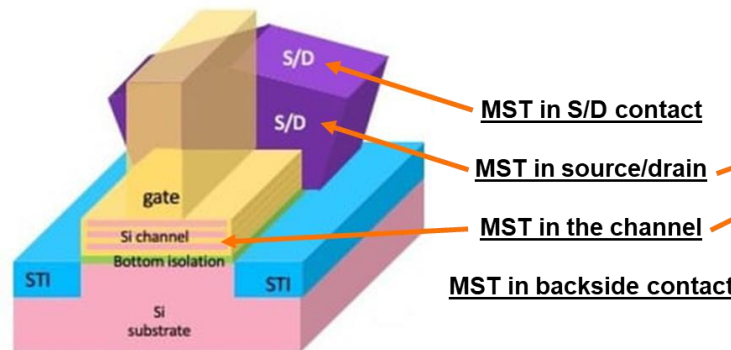 S/D
MST in S/D contact
S/D
MST in source/drain
gate
Si channel
MST in the channel
Bottom isolation
STI
STI
MST in backside contact
Si
substrate